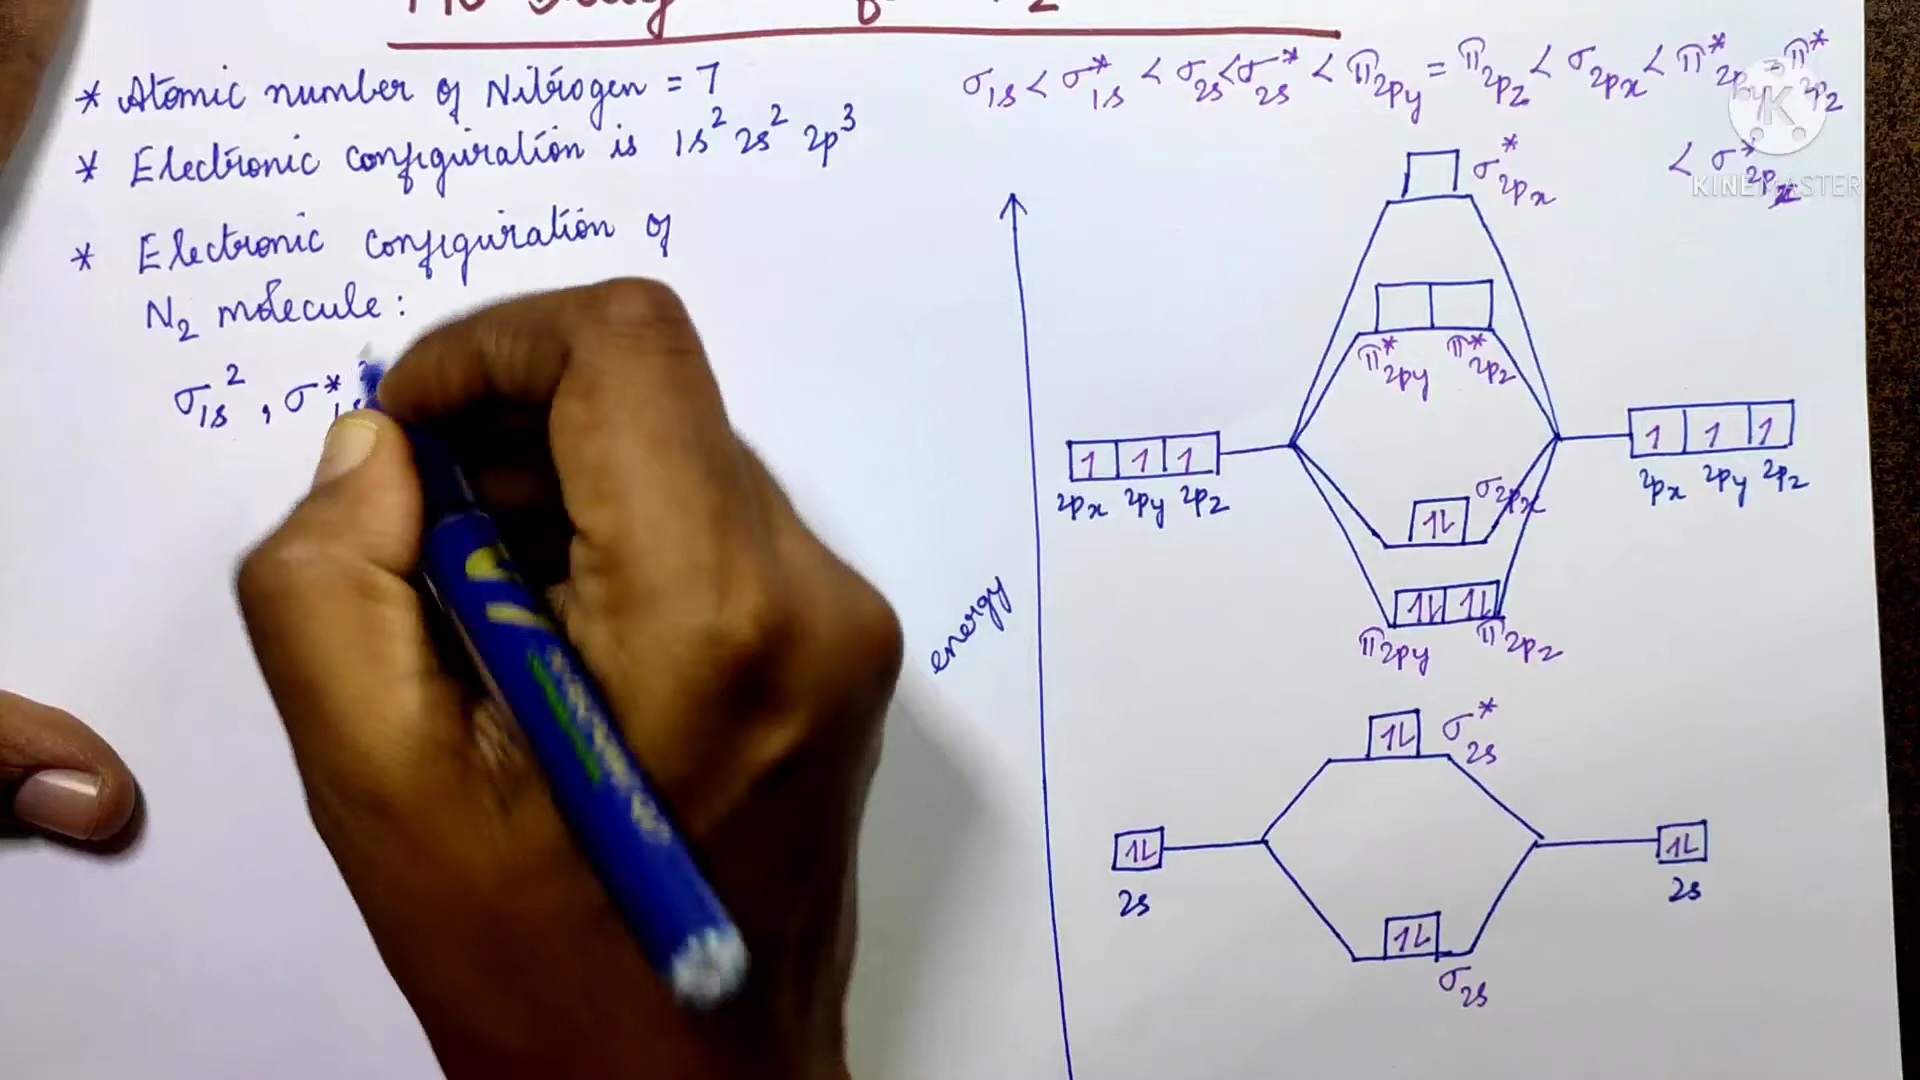 * Atomic number of Nitrogen = 7
* Electronic configuration is 1s² 2s² 2p³
* Electronic configuration of
N₂ molecule :
σ1s² , σ*1s
σ1s < σ*1s < σ2s < σ2s* < π2py = π2pz < σ2px < π*2py = π*2pz
< σ*2px
KINEMASTER
σ*2px
π*2py π*2pz
1 1 1
2px 2py 2pz
1 1 1
2px 2py 2pz
σ2px
1L
1L 1L
π2py π2pz
energy
1L σ*2s
1L
2s
1L
2s
1L
σ2s